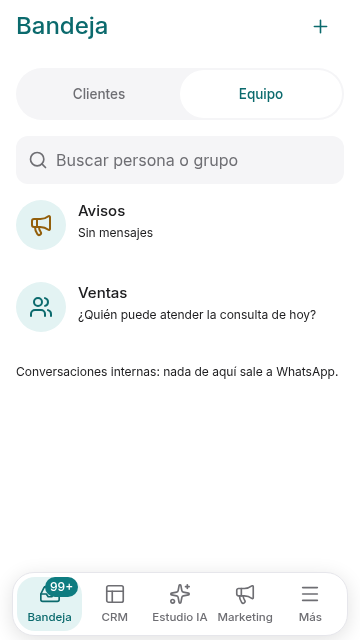 Bandeja
Clientes
Equipo
Buscar persona o grupo
Avisos
Sin mensajes
Ventas
¿Quién puede atender la consulta de hoy?
Conversaciones internas: nada de aquí sale a WhatsApp.
99+
Bandeja
CRM
Estudio IA
Marketing
Más